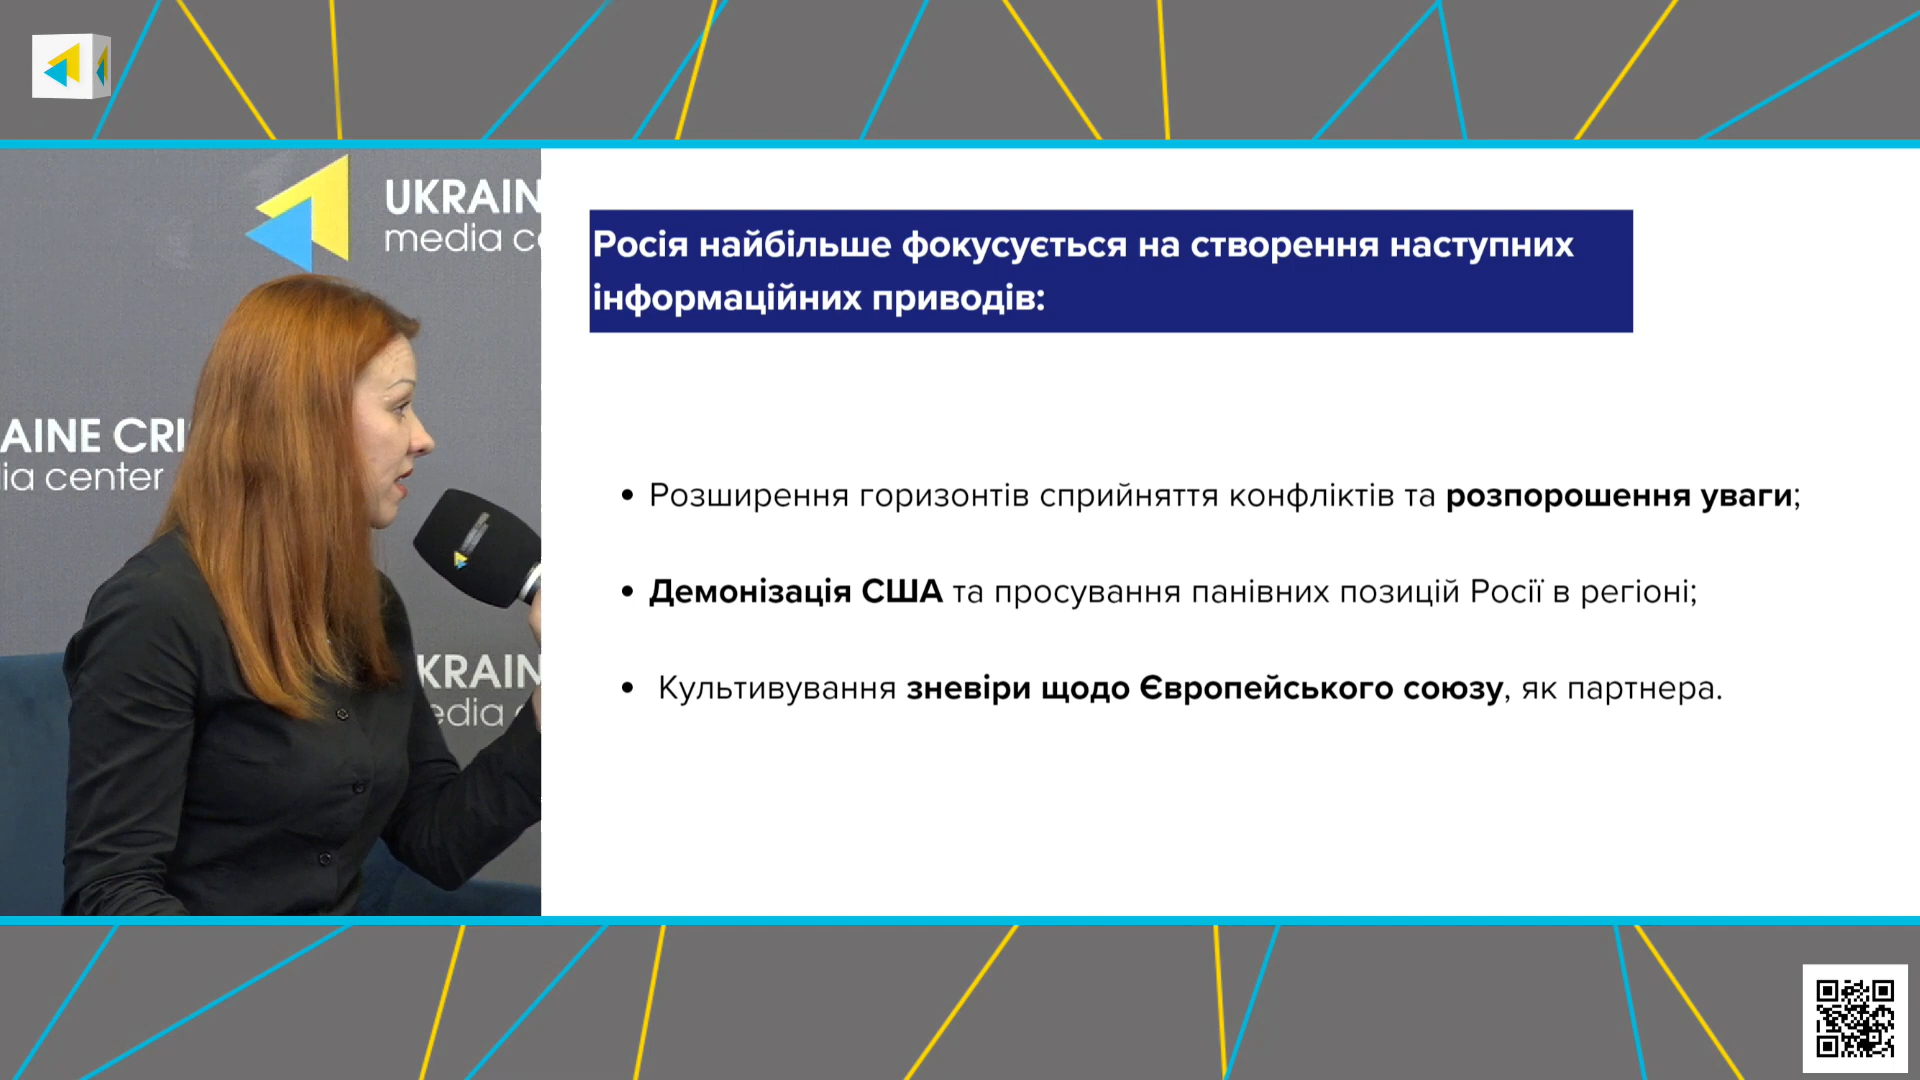 UKRAIN
media c
AINE CRI
ia center
KRAIN
edia
Росія найбільше фокусується на створення наступних
інформаційних приводів:
• Розширення горизонтів сприйняття конфліктів та розпорошення уваги;
• Демонізація США та просування панівних позицій Росії в регіоні;
• Культивування зневіри щодо Європейського союзу, як партнера.